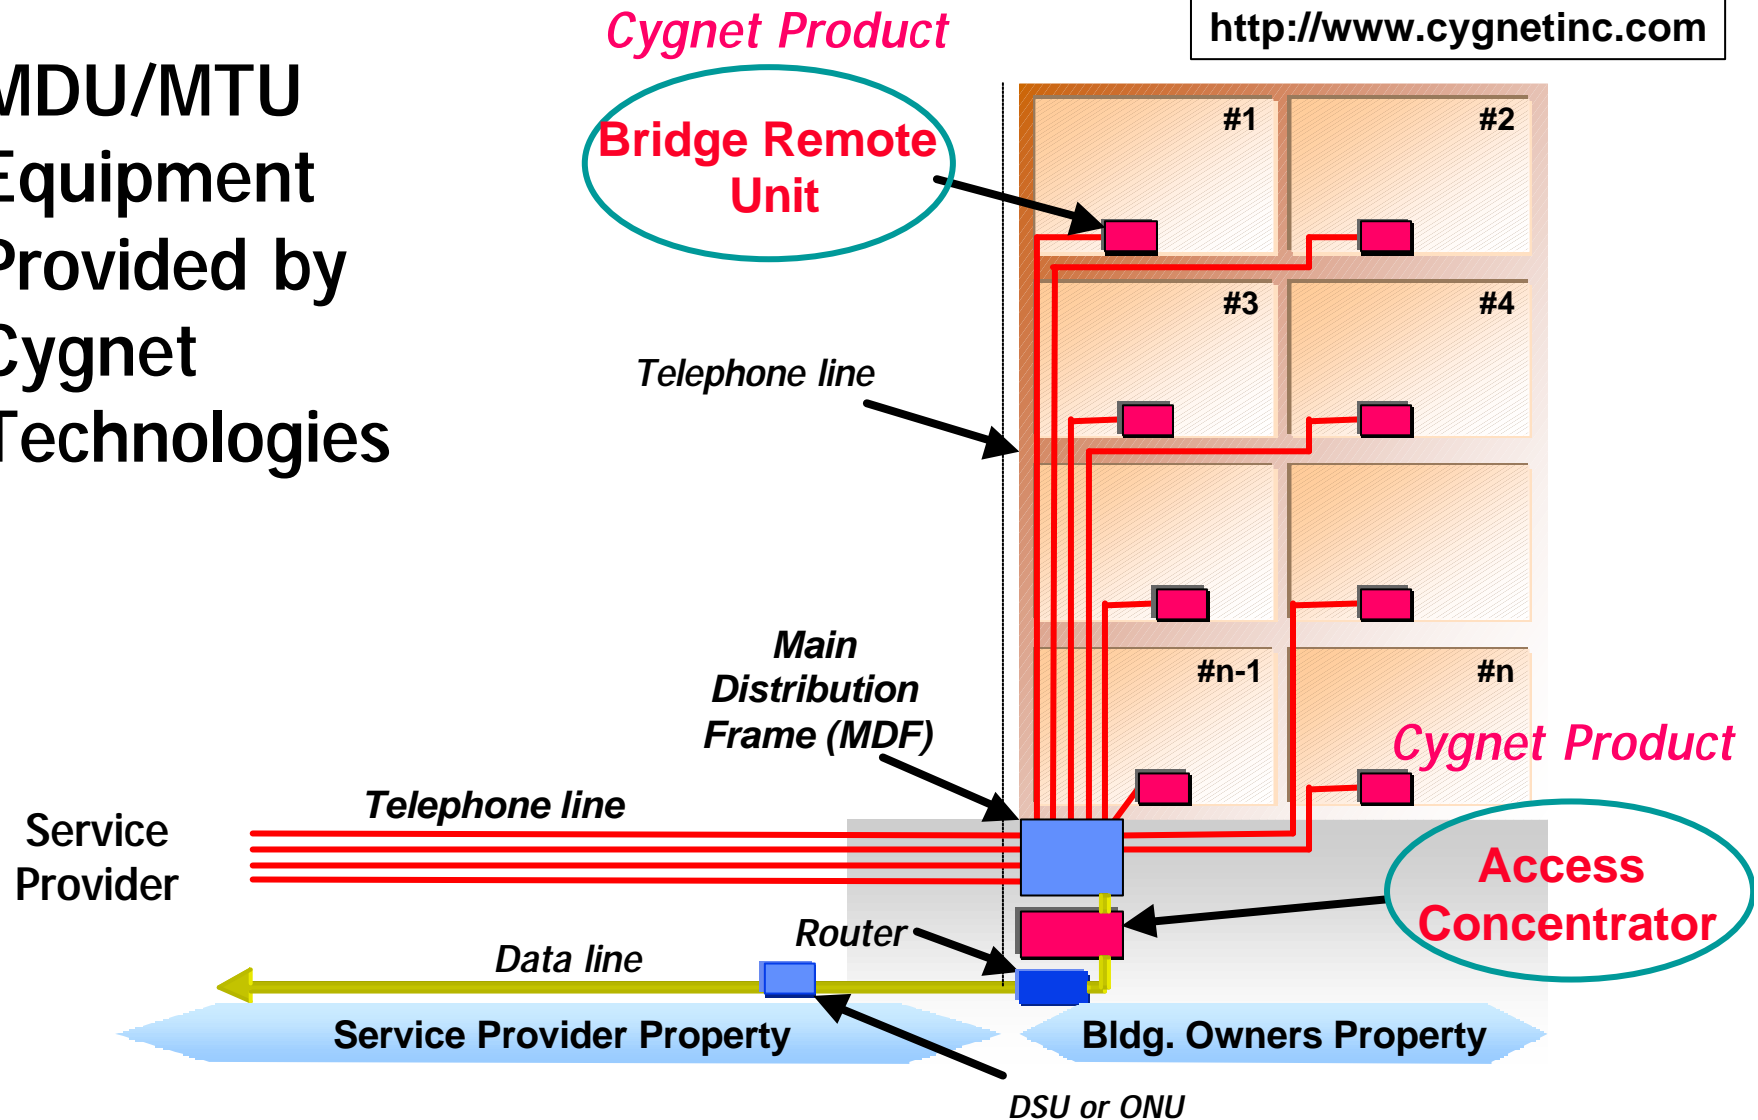 Cygnet Product
http://www.cygnetinc.com
MDU/MTU
Equipment
Provided by
Cygnet
Technologies
Bridge Remote
Unit
#1
#2
#3
#4
Telephone line
Main
Distribution
Frame (MDF)
#n-1
#n
Cygnet Product
Telephone line
Service
Provider
Access
Concentrator
Router
Data line
Service Provider Property
Bldg. Owners Property
DSU or ONU